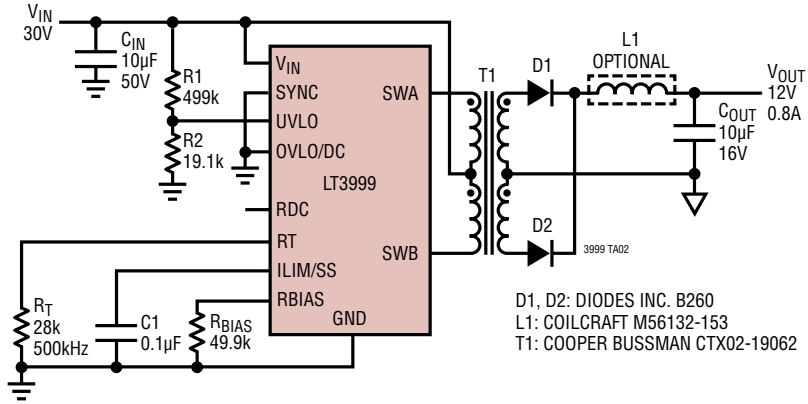 VIN
30V
CIN
10µF
50V
R1
499k
R2
19.1k
VIN
SYNC
UVLO
OVLO/DC
LT3999
RDC
RT
ILIM/SS
RBIAS
GND
SWA
SWB
T1
D1
D2
L1
OPTIONAL
VOUT
12V
0.8A
COUT
10µF
16V
3999 TA02
RT
28k
500kHz
C1
0.1µF
RBIAS
49.9k
D1, D2: DIODES INC. B260
L1: COILCRAFT M56132-153
T1: COOPER BUSSMAN CTX02-19062